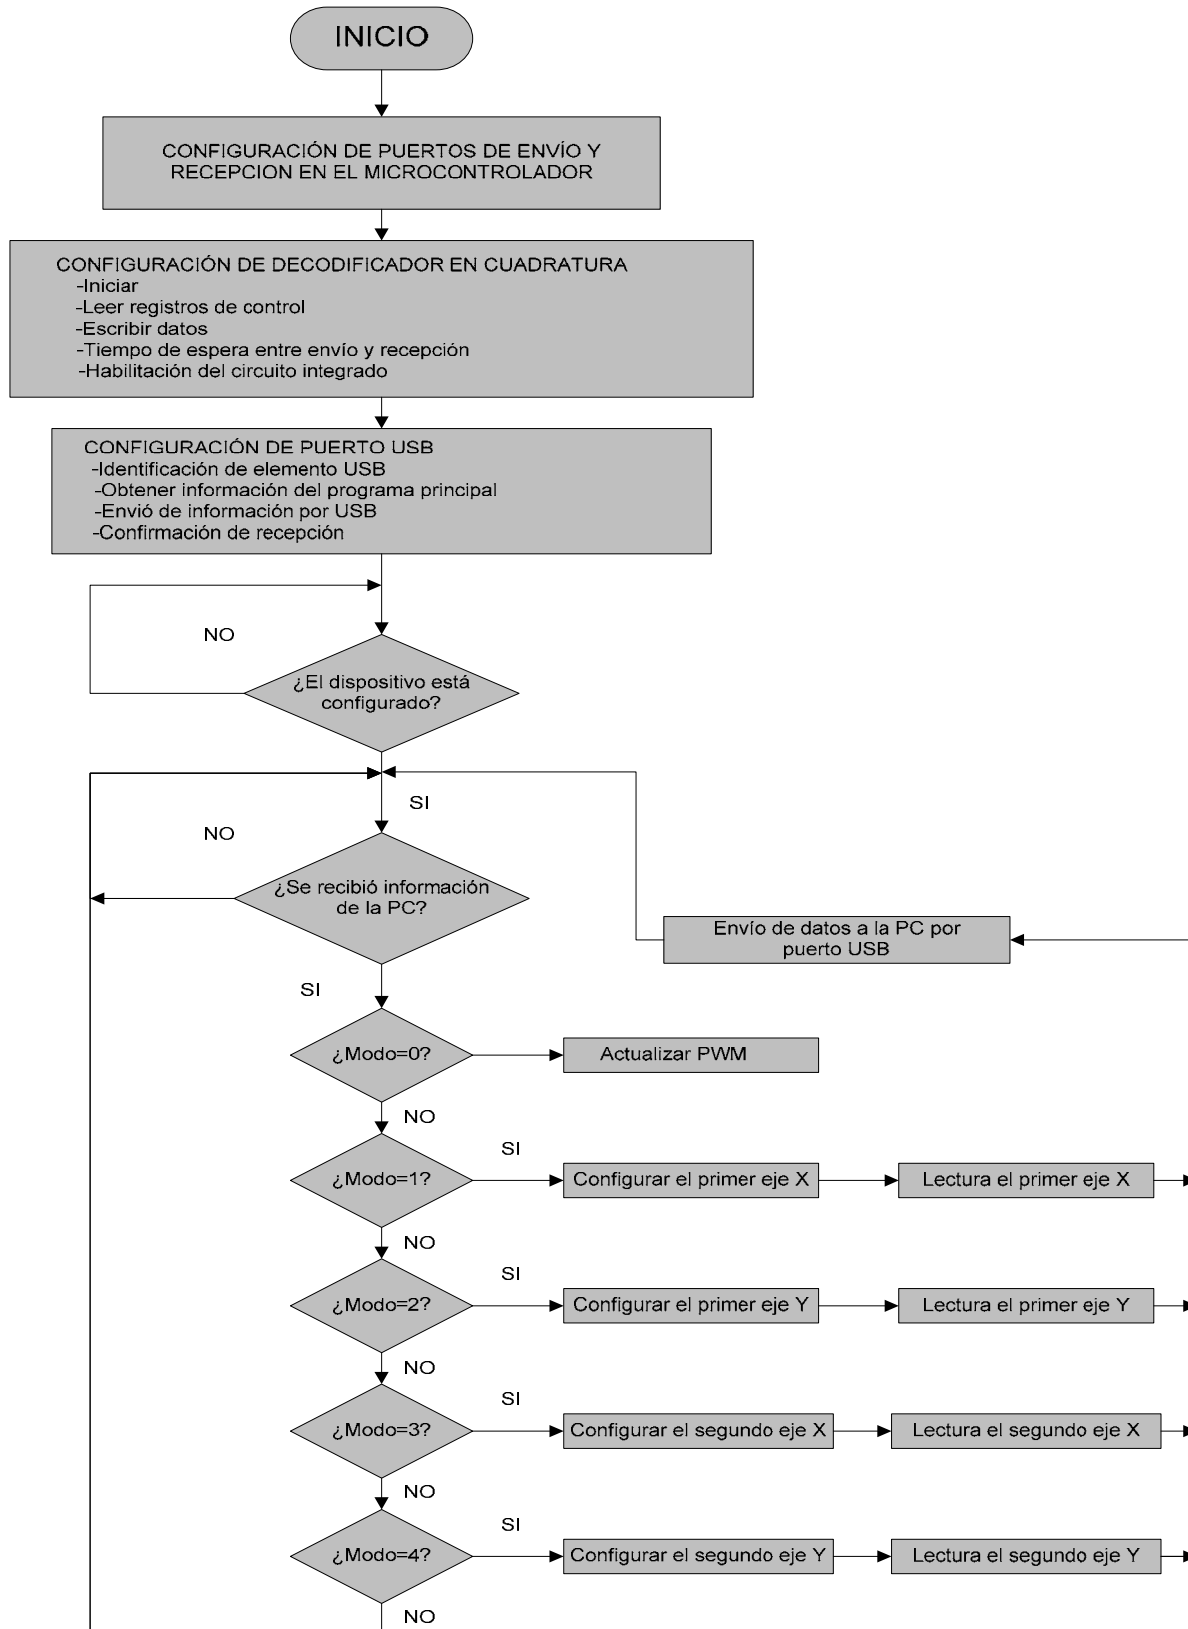 INICIO
CONFIGURACIÓN DE PUERTOS DE ENVÍO Y
RECEPCION EN EL MICROCONTROLADOR
CONFIGURACIÓN DE DECODIFICADOR EN CUADRATURA
-Iniciar
-Leer registros de control
-Escribir datos
-Tiempo de espera entre envío y recepción
-Habilitación del circuito integrado
CONFIGURACIÓN DE PUERTO USB
-Identificación de elemento USB
-Obtener información del programa principal
-Envió de información por USB
-Confirmación de recepción
NO
¿El dispositivo está
configurado?
SI
NO
¿Se recibió información
de la PC?
Envío de datos a la PC por
puerto USB
SI
¿Modo=0?
Actualizar PWM
NO
SI
¿Modo=1?
Configurar el primer eje X
Lectura el primer eje X
NO
SI
¿Modo=2?
Configurar el primer eje Y
Lectura el primer eje Y
NO
SI
¿Modo=3?
Configurar el segundo eje X
Lectura el segundo eje X
NO
SI
¿Modo=4?
Configurar el segundo eje Y
Lectura el segundo eje Y
NO